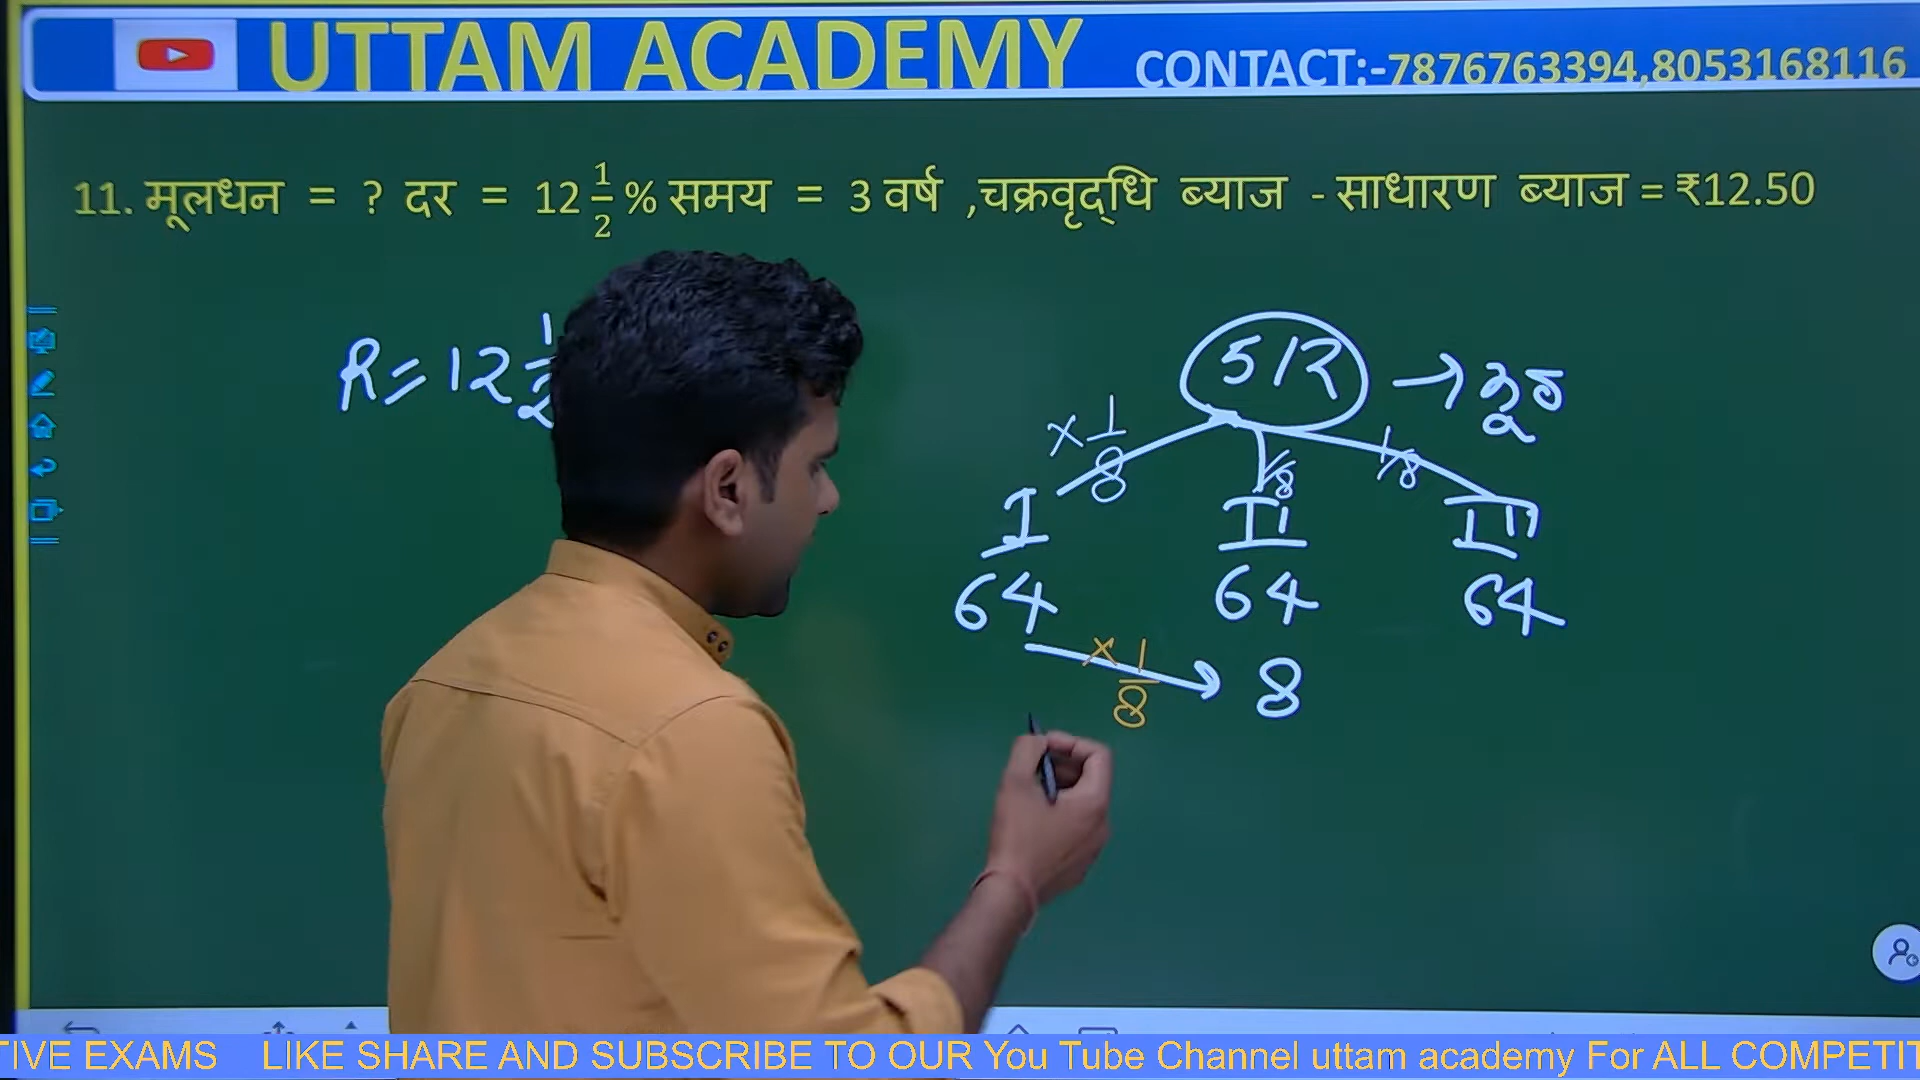 UTTAM ACADEMY CONTACT:-7876763394,8053168116
11. मूलधन = ? दर = 12 1/2 % समय = 3 वर्ष ,चक्रवृद्धि ब्याज - साधारण ब्याज = ₹12.50
R = 12 1/2
512 →
× 1/8 1/8 1/8
I II III
64 64 64
× 1/8 8
TIVE EXAMS LIKE SHARE AND SUBSCRIBE TO OUR You Tube Channel uttam academy For ALL COMPETIT